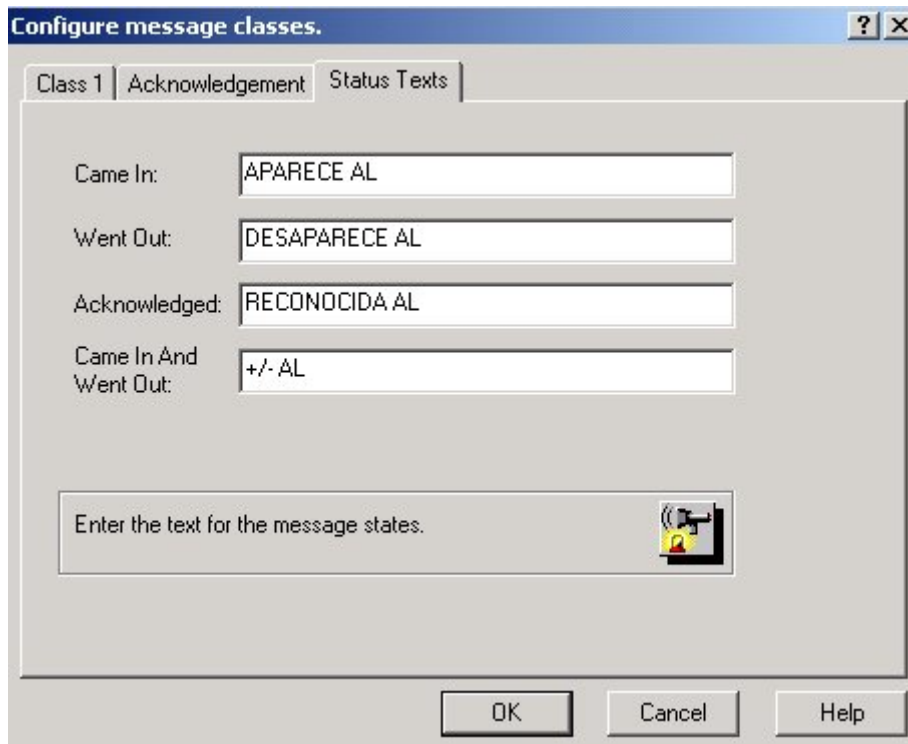 Configure message classes.
Class 1
Acknowledgement
Status Texts
Came In:
APARECE AL
Went Out:
DESAPARECE AL
Acknowledged:
RECONOCIDA AL
Came In And
Went Out:
+/- AL
Enter the text for the message states.
OK
Cancel
Help